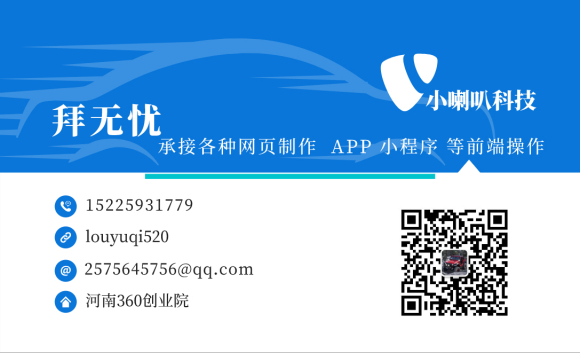 小喇叭科技
拜无忧
承接各种网页制作 APP 小程序 等前端操作
15225931779
louyuqi520
2575645756@qq.com
河南360创业院